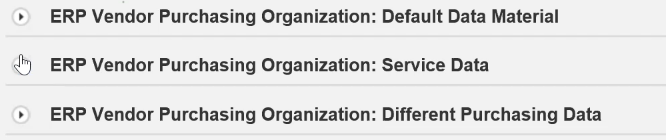 ERP Vendor Purchasing Organization: Default Data Material
ERP Vendor Purchasing Organization: Service Data
ERP Vendor Purchasing Organization: Different Purchasing Data